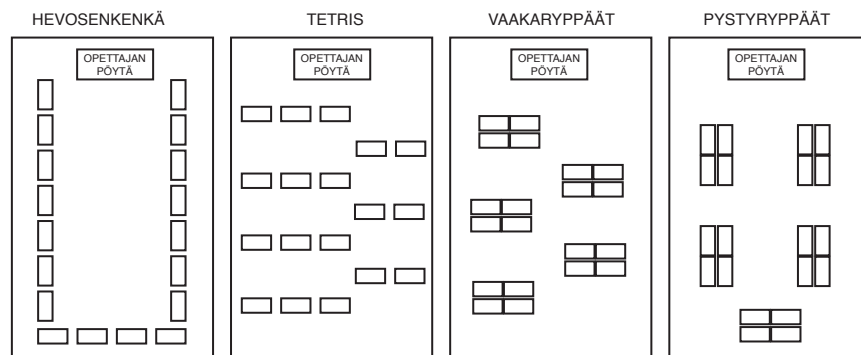 HEVOSENKENKÄ
TETRIS
VAAKARYPPÄÄT
PYSTYRYPPÄÄT
OPETTAJAN
PÖYTÄ
OPETTAJAN
PÖYTÄ
OPETTAJAN
PÖYTÄ
OPETTAJAN
PÖYTÄ